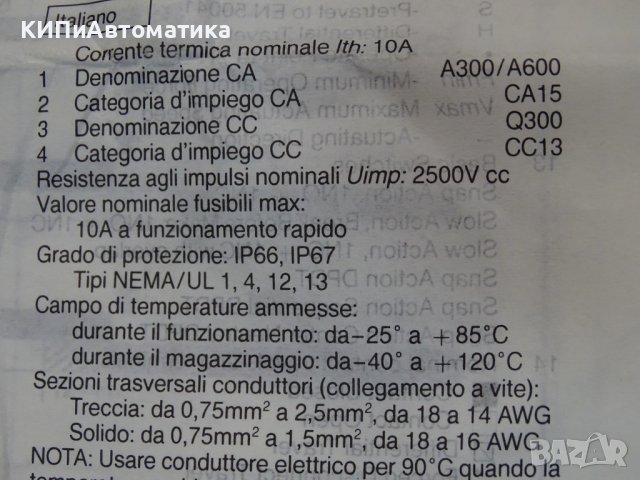 Italiano
КИПиАвтоматика
Corrente termica nominale Ith: 10A
1 Denominazione CA A300/A600
2 Categoria d'impiego CA CA15
3 Denominazione CC Q300
4 Categoria d'impiego CC CC13
Resistenza agli impulsi nominali Uimp: 2500V cc
Valore nominale fusibili max:
10A a funzionamento rapido
Grado di protezione: IP66, IP67
Tipi NEMA/UL 1, 4, 12, 13
Campo di temperature ammesse:
durante il funzionamento: da-25° a +85°C
durante il magazzinaggio: da-40° a +120°C
Sezioni trasversali conduttori (collegamento a vite):
Treccia: da 0,75mm² a 2,5mm², da 18 a 14 AWG
Solido: da 0,75mm² a 1,5mm², da 18 a 16 AWG
NOTA: Usare conduttore elettrico per 90°C quando la
BAZAR